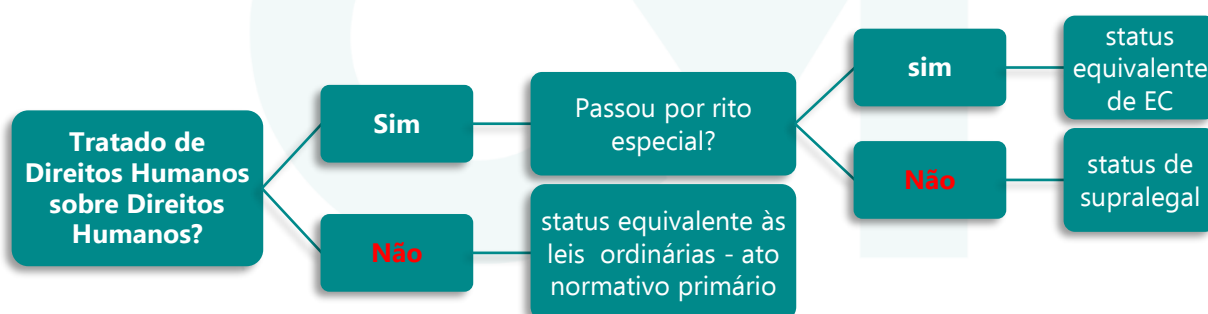 Tratado de
Direitos Humanos
sobre Direitos
Humanos?
Sim
Passou por rito
especial?
sim
status
equivalente
de EC
Não
status de
supralegal
Não
status equivalente às
leis ordinárias - ato
normativo primário